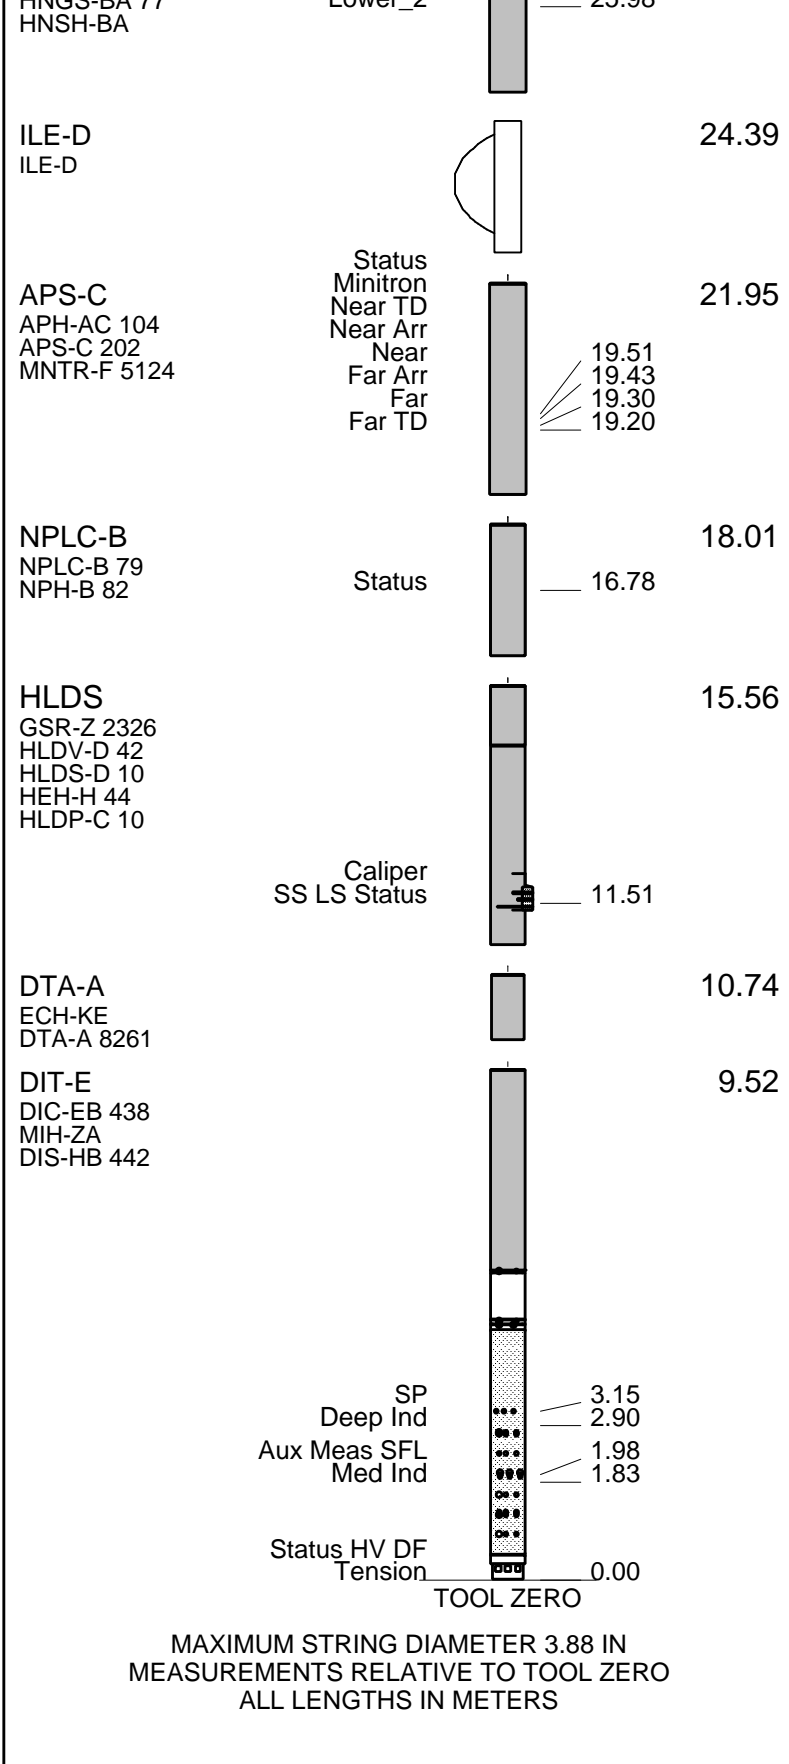 HNGS-BA 77
HNSH-BA
Lower_2 25.98
ILE-D 24.39
ILE-D
APS-C 21.95
APH-AC 104
APS-C 202
MNTR-F 5124
Status
Minitron
Near TD
Near Arr
Near 19.51
Far Arr 19.43
Far 19.30
Far TD 19.20
NPLC-B 18.01
NPLC-B 79
NPH-B 82
Status 16.78
HLDS 15.56
GSR-Z 2326
HLDV-D 42
HLDS-D 10
HEH-H 44
HLDP-C 10
Caliper
SS LS Status 11.51
DTA-A 10.74
ECH-KE
DTA-A 8261
DIT-E 9.52
DIC-EB 438
MIH-ZA
DIS-HB 442
SP 3.15
Deep Ind 2.90
Aux Meas SFL 1.98
Med Ind 1.83
Status HV DF
Tension 0.00
TOOL ZERO
MAXIMUM STRING DIAMETER 3.88 IN
MEASUREMENTS RELATIVE TO TOOL ZERO
ALL LENGTHS IN METERS